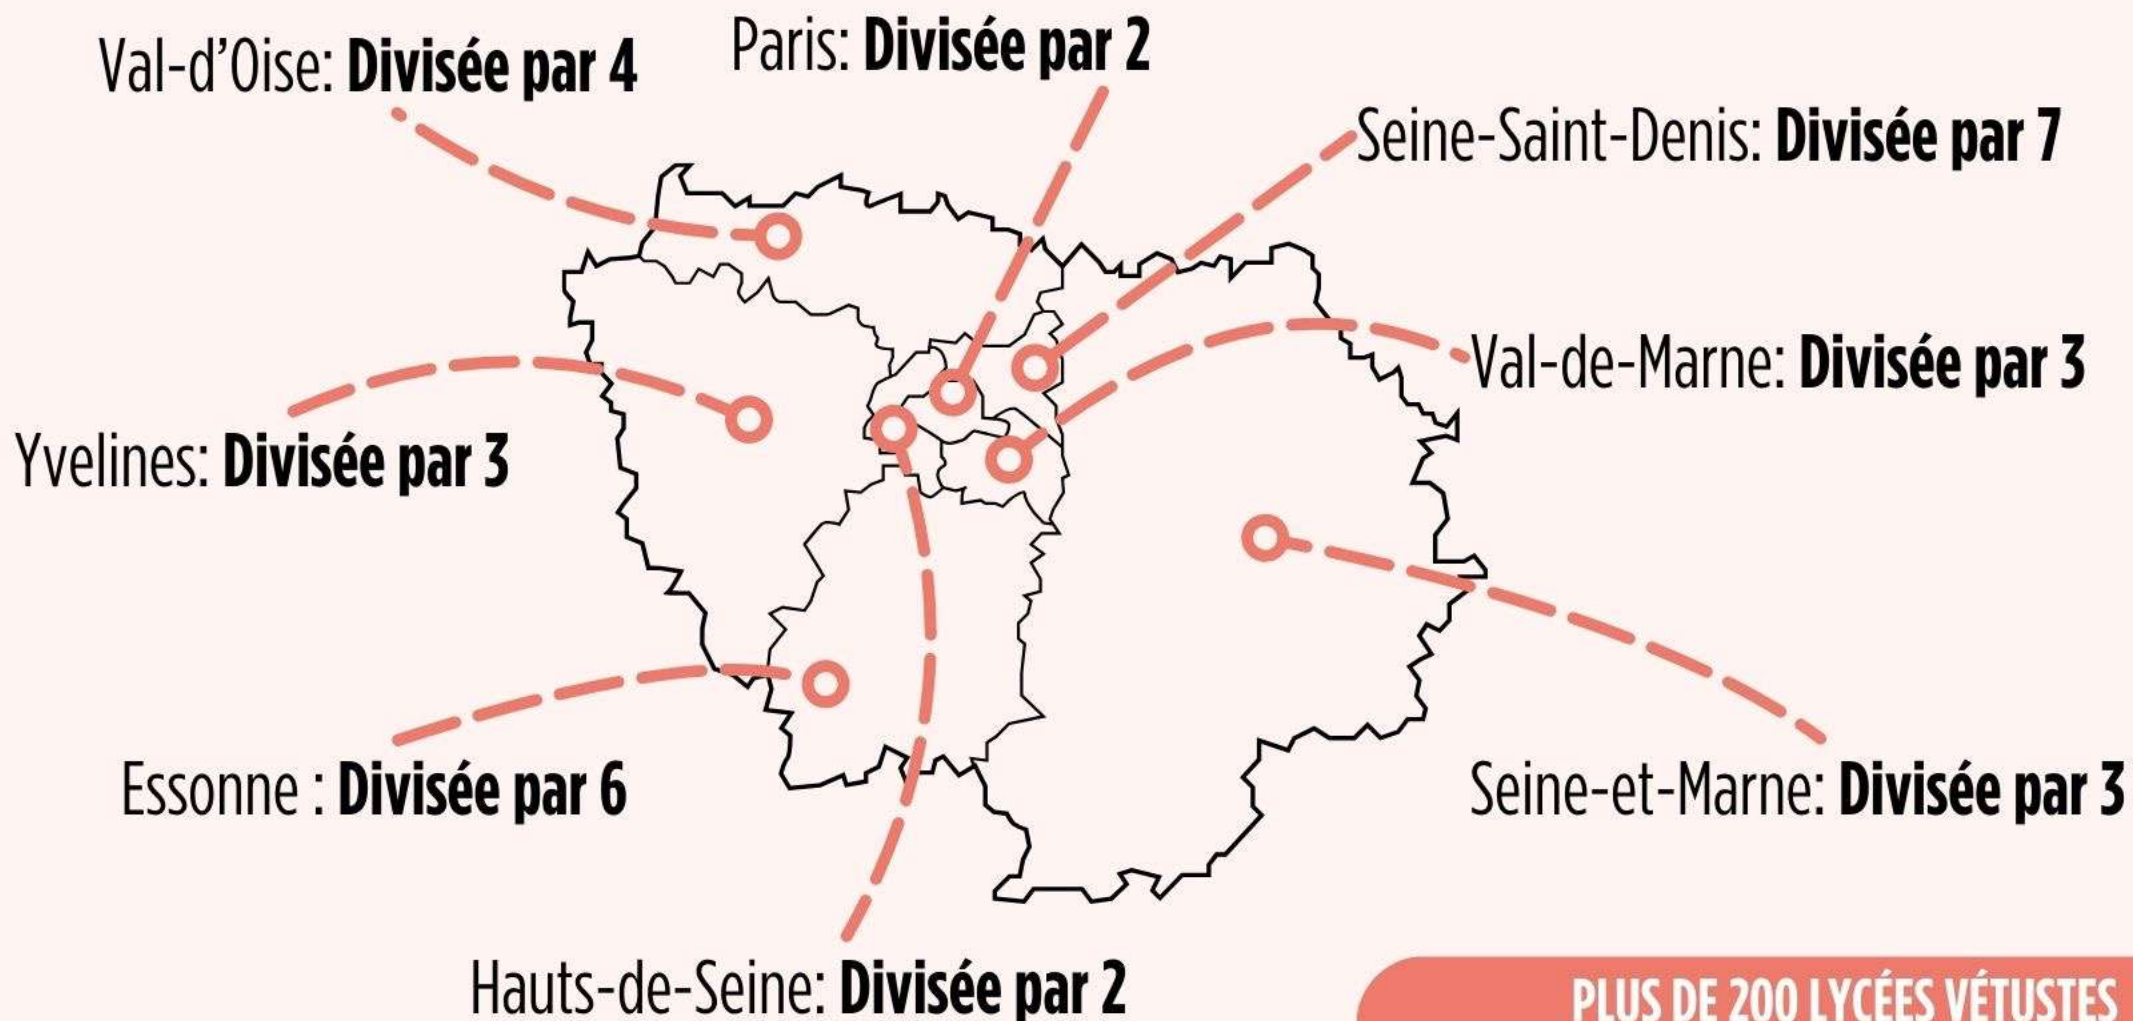 Val-d'Oise: Divisée par 4
Paris: Divisée par 2
Seine-Saint-Denis: Divisée par 7
Val-de-Marne: Divisée par 3
Yvelines: Divisée par 3
Essonne : Divisée par 6
Seine-et-Marne: Divisée par 3
Hauts-de-Seine: Divisée par 2
PLUS DE 200 LYCÉES VÉTUSTES